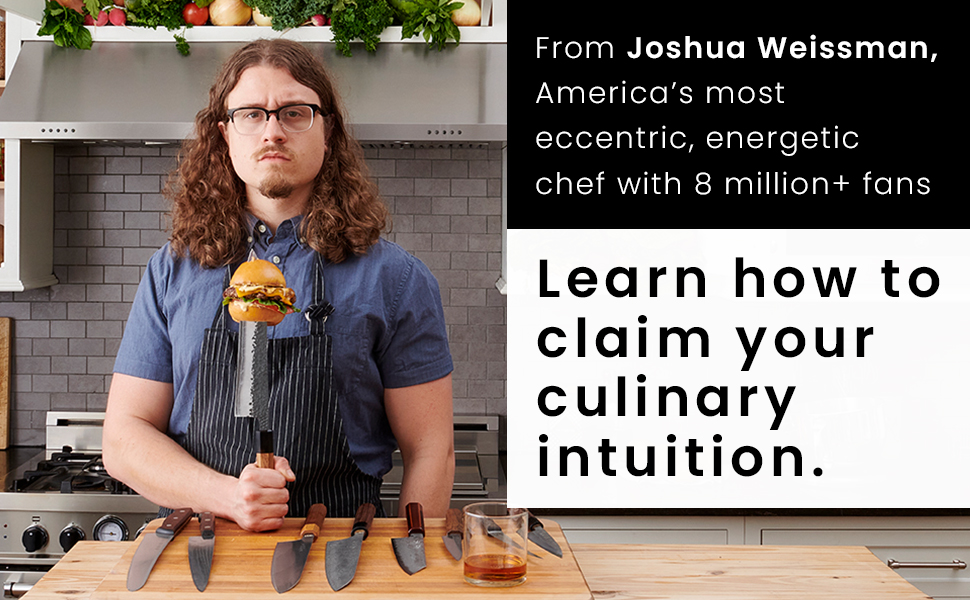 From Joshua Weissman,
America’s most
eccentric, energetic
chef with 8 million+ fans
Learn how to
claim your
culinary
intuition.